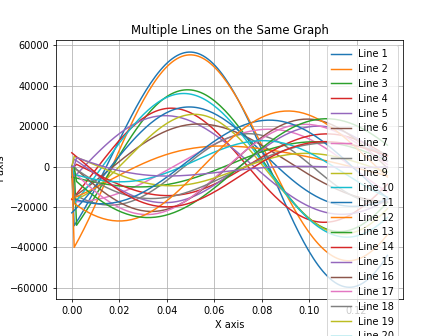 Multiple Lines on the Same Graph
60000
40000
20000
0
−20000
−40000
−60000
0.00
0.02
0.04
0.06
0.08
0.10
X axis
Line 1
Line 2
Line 3
Line 4
Line 5
Line 6
Line 7
Line 8
Line 9
Line 10
Line 11
Line 12
Line 13
Line 14
Line 15
Line 16
Line 17
Line 18
Line 19
Line 20